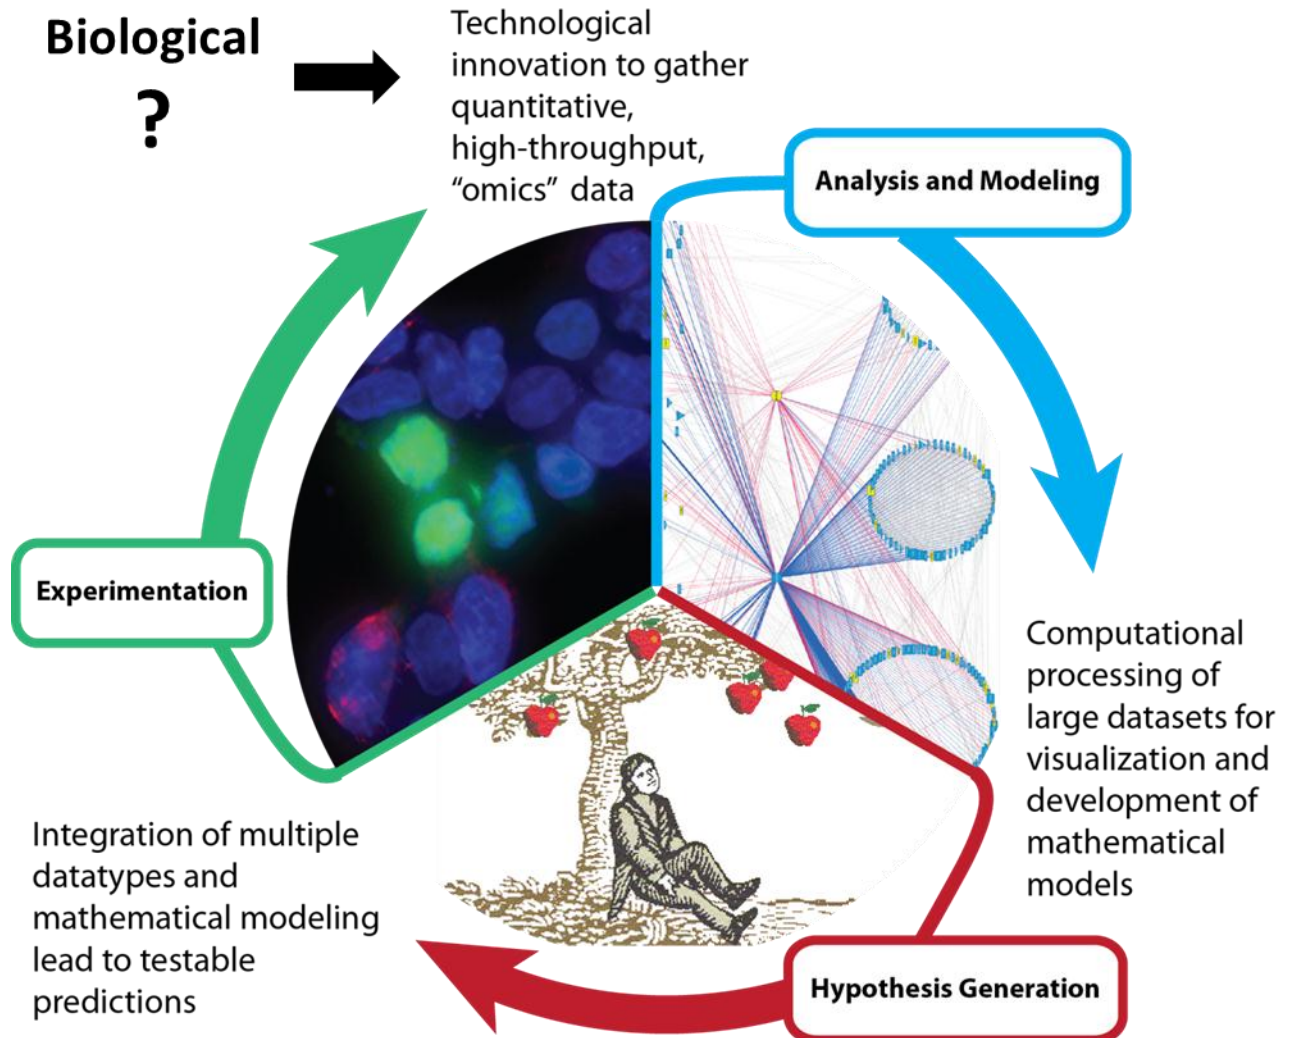 Biological
?
Technological
innovation to gather
quantitative,
high-throughput,
“omics” data
Analysis and Modeling
Experimentation
Computational
processing of
large datasets for
visualization and
development of
mathematical
models
Integration of multiple
datatypes and
mathematical modeling
lead to testable
predictions
Hypothesis Generation